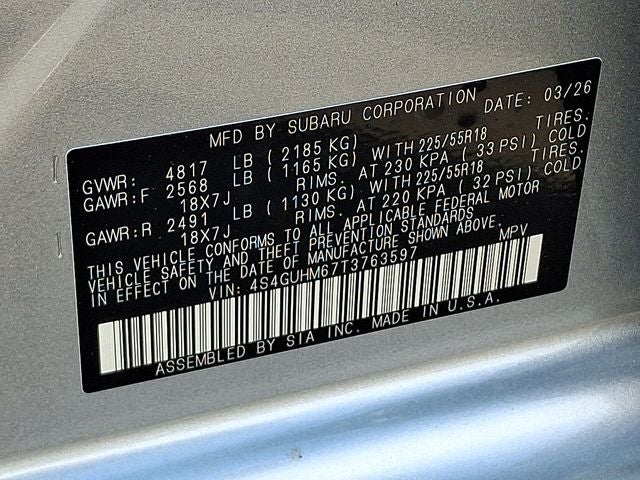 MFD BY SUBARU CORPORATION DATE: 03/26
GVWR: 4817 LB (2185 KG)
GAWR:F 2568 LB (1165 KG) WITH 225/55R18 TIRES.
18X7J RIMS. AT 230 KPA (33 PSI) COLD
GAWR:R 2491 LB (1130 KG) WITH 225/55R18 TIRES.
18X7J RIMS. AT 220 KPA (32 PSI) COLD
THIS VEHICLE CONFORMS TO ALL APPLICABLE FEDERAL MOTOR
VEHICLE SAFETY AND THEFT PREVENTION STANDARDS
IN EFFECT ON THE DATE OF MANUFACTURE SHOWN ABOVE.
VIN: 4S4GUHM67T3763597 MPV
ASSEMBLED BY SIA INC. MADE IN U.S.A.